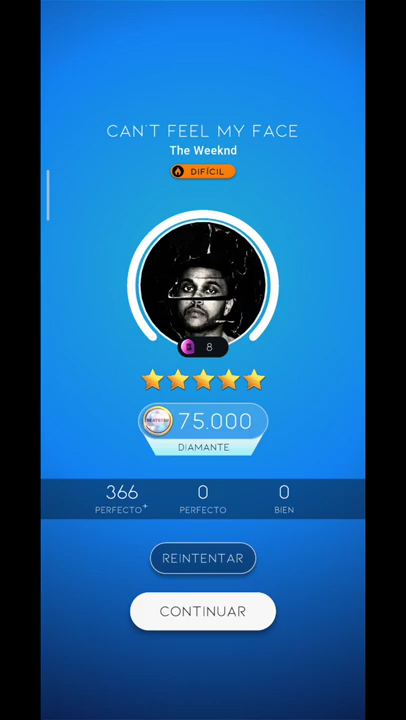 CAN'T FEEL MY FACE
The Weeknd
DIFÍCIL
8
BEATSTAR
75.000
DIAMANTE
366 0 0
PERFECTO+ PERFECTO BIEN
REINTENTAR
CONTINUAR